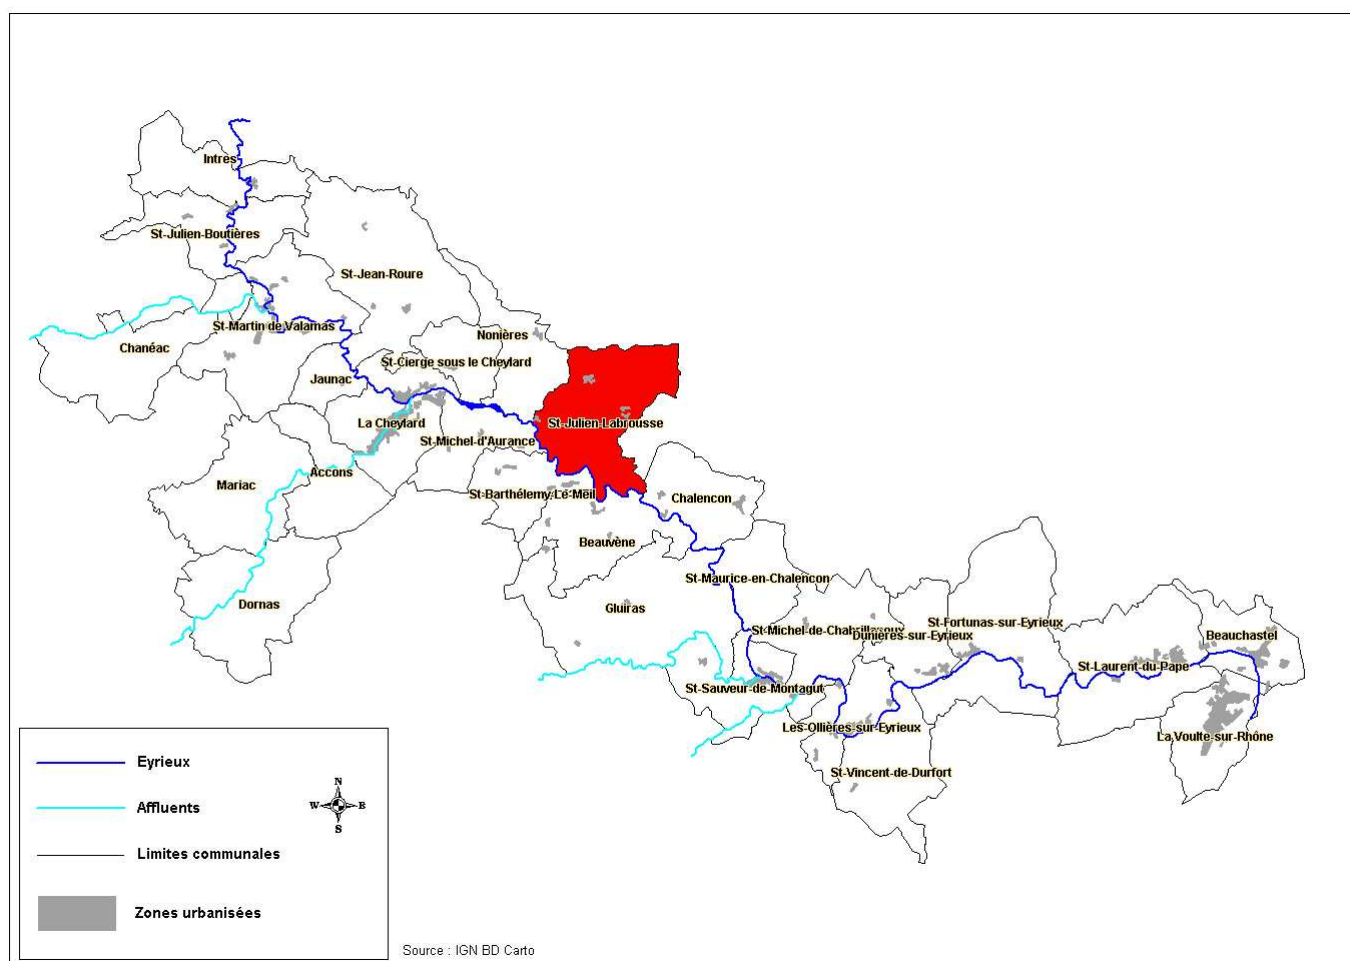 Intres
St-Julien-Boutières
St-Jean-Roure
St-Martin de Valamas
Chanéac
Nonières
St-Cierge sous le Cheylard
Jaunac
La Cheylard
St-Julien-Labrousse
St-Michel-d'Aurance
Accons
Mariac
St-Barthélemy-Le-Meil
Chalencon
Beauvène
St-Maurice-en-Chalencon
Dornas
Gluiras
St-Michel-de-Chabrilanoux
St-Fortunas-sur-Eyrieux
Dunières-sur-Eyrieux
Beauchastel
St-Laurent-du-Pape
St-Sauveur-de-Montagut
Les-Ollières-sur-Eyrieux
La Voulte-sur-Rhône
St-Vincent-de-Durfort
Eyrieux
Affluents
Limites communales
Zones urbanisées
N
W E
S
Source : IGN BD Carto